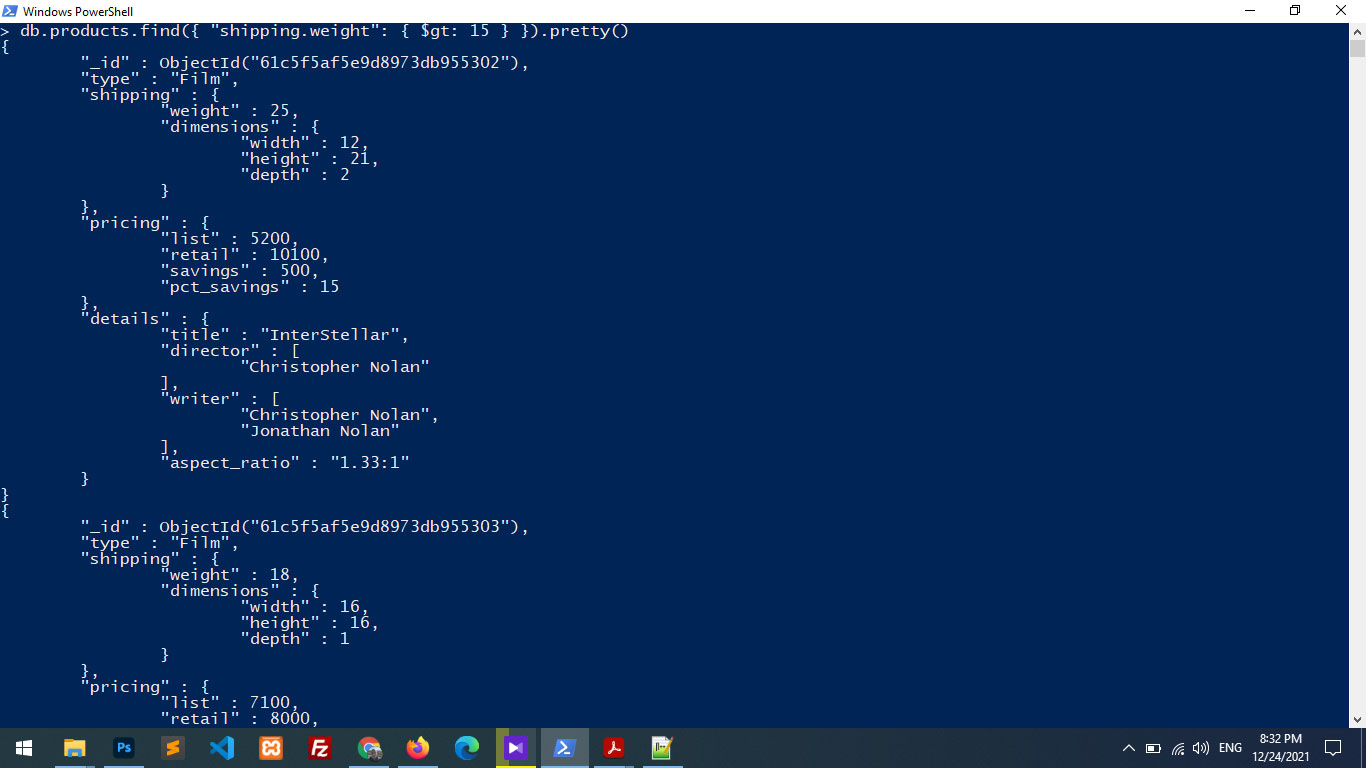 Windows PowerShell
> db.products.find({ "shipping.weight": { $gt: 15 } }).pretty()
{
        "_id" : ObjectId("61c5f5af5e9d8973db955302"),
        "type" : "Film",
        "shipping" : {
                "weight" : 25,
                "dimensions" : {
                        "width" : 12,
                        "height" : 21,
                        "depth" : 2
                }
        },
        "pricing" : {
                "list" : 5200,
                "retail" : 10100,
                "savings" : 500,
                "pct_savings" : 15
        },
        "details" : {
                "title" : "InterStellar",
                "director" : [
                        "Christopher Nolan"
                ],
                "writer" : [
                        "Christopher Nolan",
                        "Jonathan Nolan"
                ],
                "aspect_ratio" : "1.33:1"
        }
}
{
        "_id" : ObjectId("61c5f5af5e9d8973db955303"),
        "type" : "Film",
        "shipping" : {
                "weight" : 18,
                "dimensions" : {
                        "width" : 16,
                        "height" : 16,
                        "depth" : 1
                }
        },
        "pricing" : {
                "list" : 7100,
                "retail" : 8000,
Ps
Fz
ENG
8:32 PM
12/24/2021